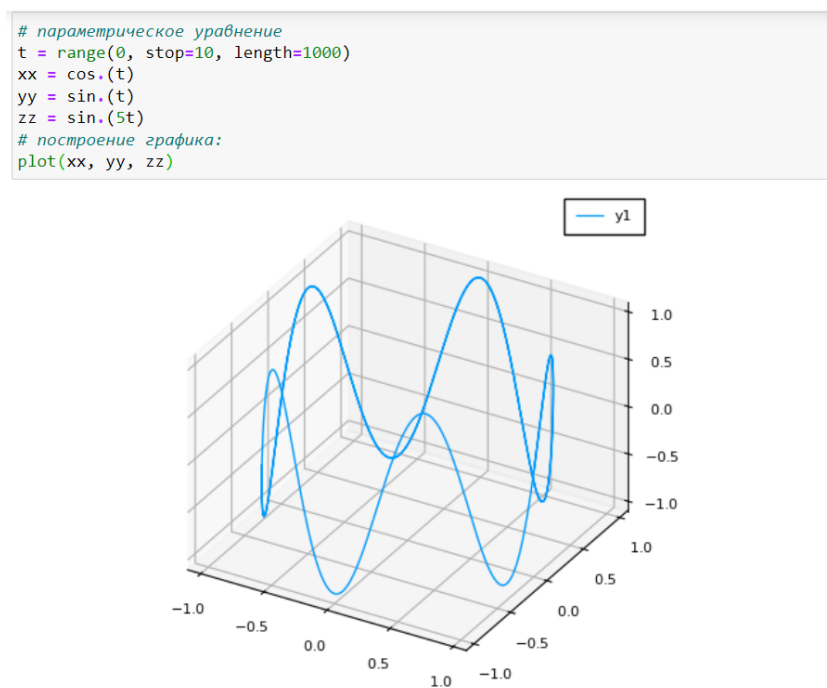 # параметрическое уравнение
t = range(0, stop=10, length=1000)
xx = cos.(t)
yy = sin.(t)
zz = sin.(5t)
# построение графика:
plot(xx, yy, zz)
y1
1.0
0.5
0.0
−0.5
−1.0
1.0
0.5
0.0
−0.5
−1.0
−1.0
−0.5
0.0
0.5
1.0